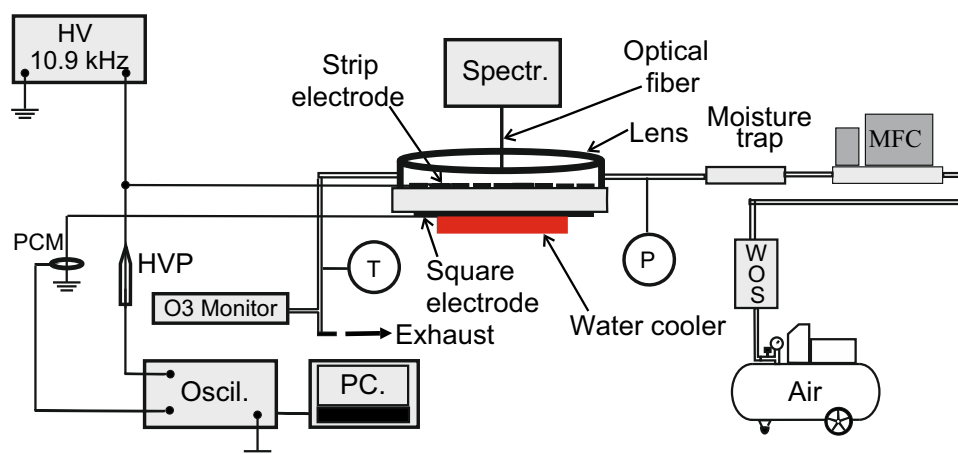 HV
10.9 kHz
Strip
electrode
Spectr.
Optical
fiber
Lens
Moisture
trap
MFC
PCM
HVP
T
Square
electrode
P
W
O
S
O3 Monitor
Exhaust
Water cooler
Oscil.
PC.
Air